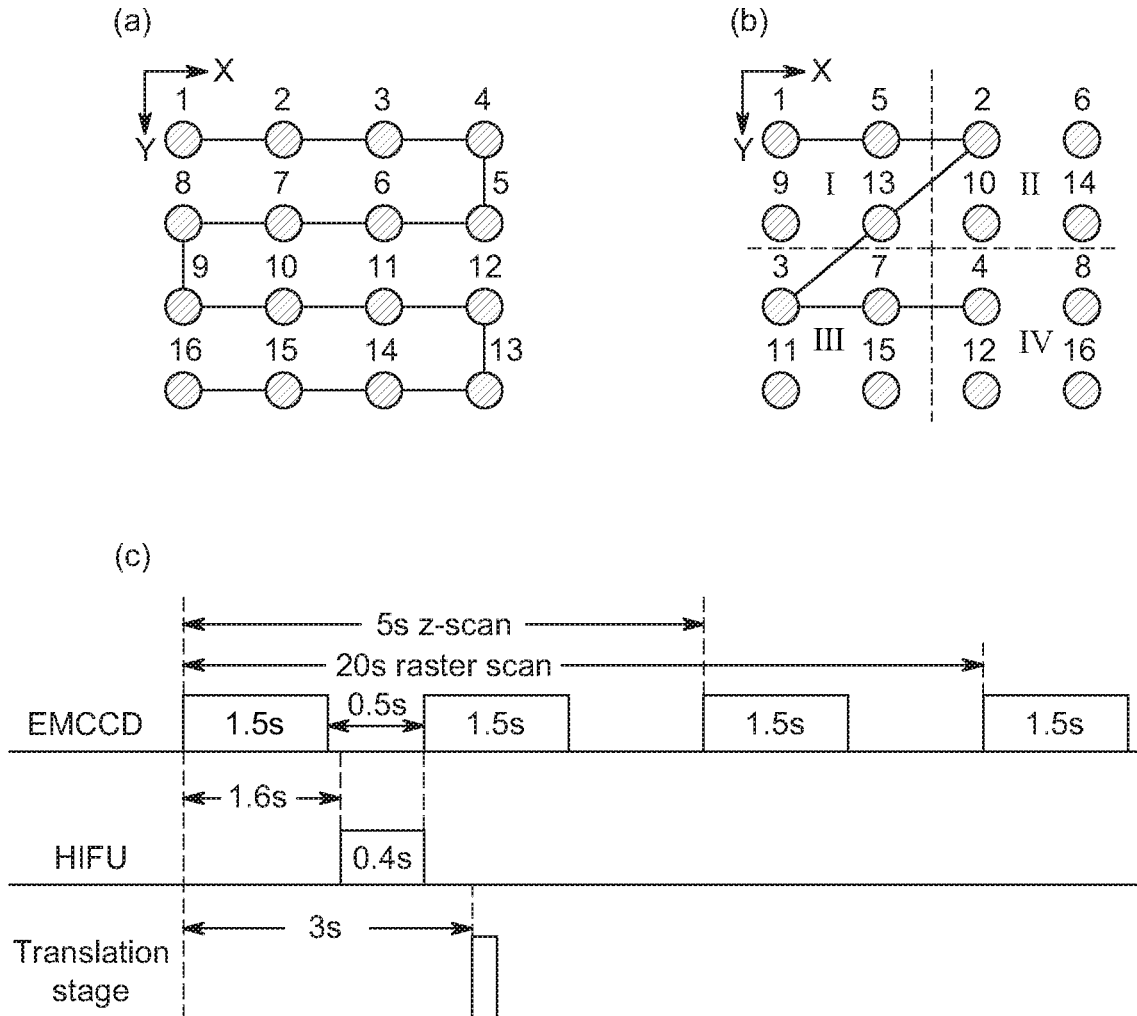 (a)
X
Y
1 2 3 4
8 7 6 5
9 10 11 12
16 15 14 13
(b)
X
Y
1 5 2 6
9 I 13 10 II 14
3 7 4 8
11 III 15 12 IV 16
(c)
5s z-scan
20s raster scan
EMCCD 1.5s 0.5s 1.5s 1.5s 1.5s
1.6s
HIFU 0.4s
3s
Translation
stage